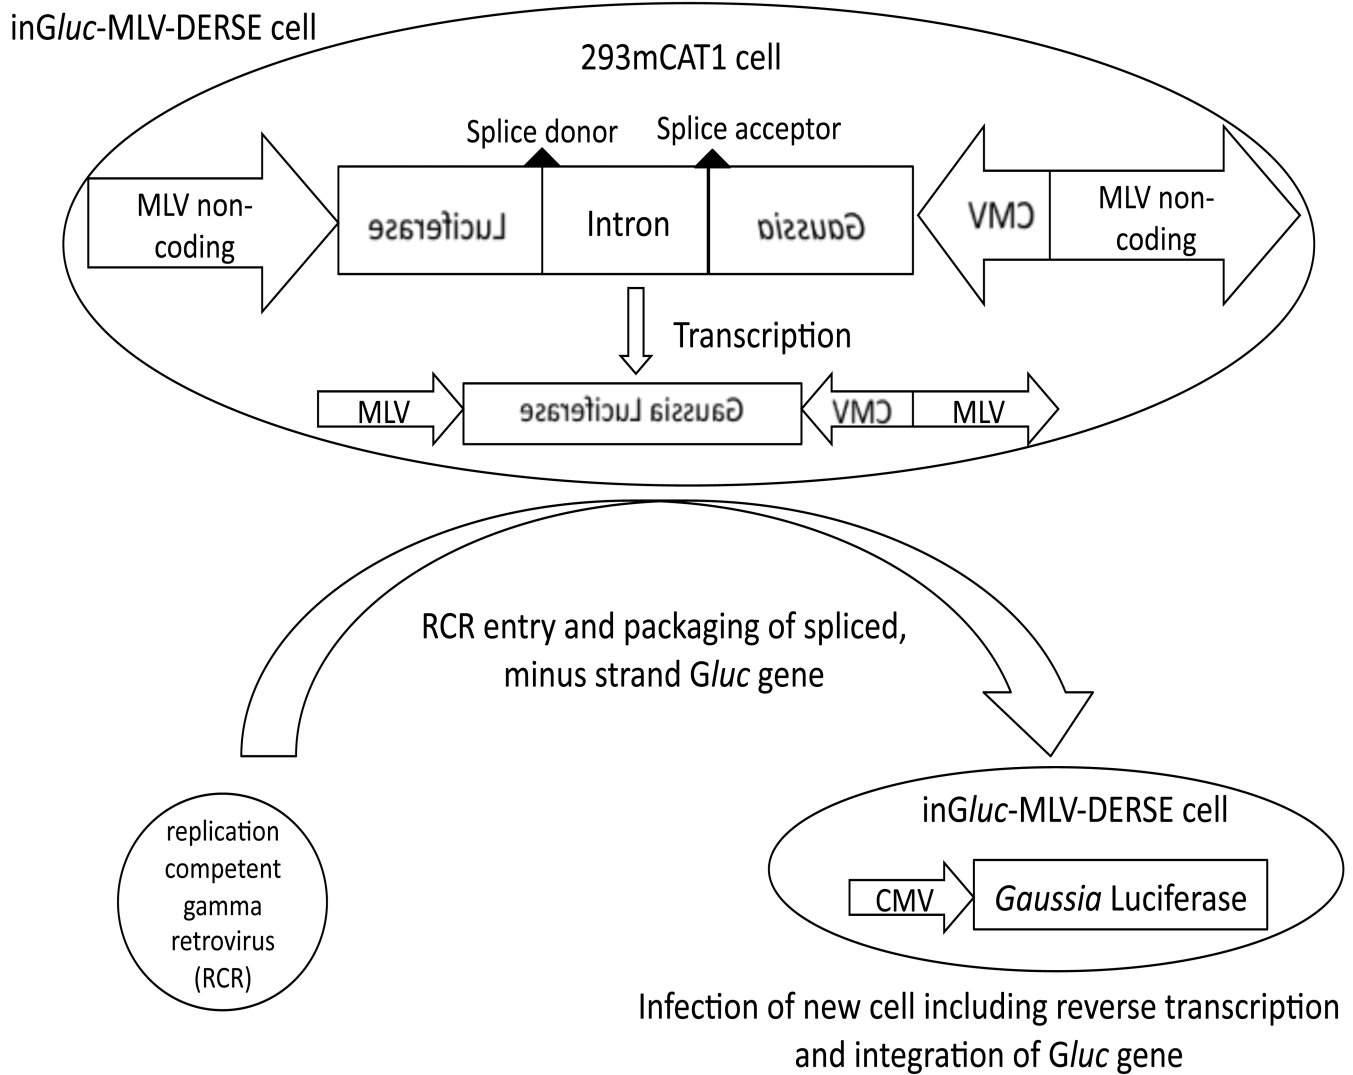 inGluc-MLV-DERSE cell
293mCAT1 cell
Splice donor
Splice acceptor
MLV non-
coding
Luciferase
Intron
Gaussia
CMV
MLV non-
coding
Transcription
MLV
Gaussia Luciferase
CMV
MLV
RCR entry and packaging of spliced,
minus strand Gluc gene
replication
competent
gamma
retrovirus
(RCR)
inGluc-MLV-DERSE cell
CMV
Gaussia Luciferase
Infection of new cell including reverse transcription
and integration of Gluc gene